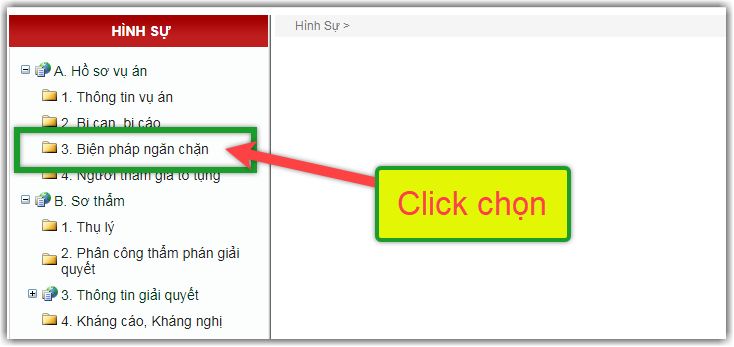 HÌNH SỰ
Hình Sự >
A. Hồ sơ vụ án
1. Thông tin vụ án
2. Bị can, bị cáo
3. Biện pháp ngăn chặn
4. Người tham gia tố tụng
B. Sơ thẩm
1. Thụ lý
2. Phân công thẩm phán giải
quyết
3. Thông tin giải quyết
4. Kháng cáo, Kháng nghị
Click chọn